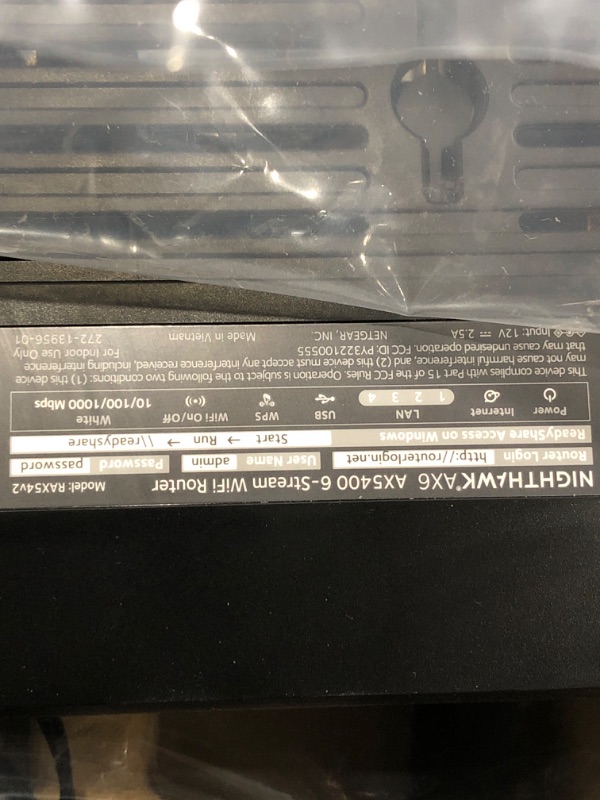 NIGHTHAWK® AX6 AX5400 6-Stream WiFi Router Model: RAX54v2
Router Login http://routerlogin.net User Name admin Password password
ReadyShare Access on Windows Start → Run → \\readyshare
1 2 3 4 White
Power Internet LAN USB WPS WiFi On/Off 10/100/1000 Mbps
This device complies with Part 15 of the FCC Rules. Operation is subject to the following two conditions: (1) this device
may not cause harmful interference, and (2) this device must accept any interference received, including interference
that may cause undesired operation. FCC ID PY322100555 For Indoor Use Only
Input: 12V ⎓ 2.5A NETGEAR, INC. Made in Vietnam 272-13956-01